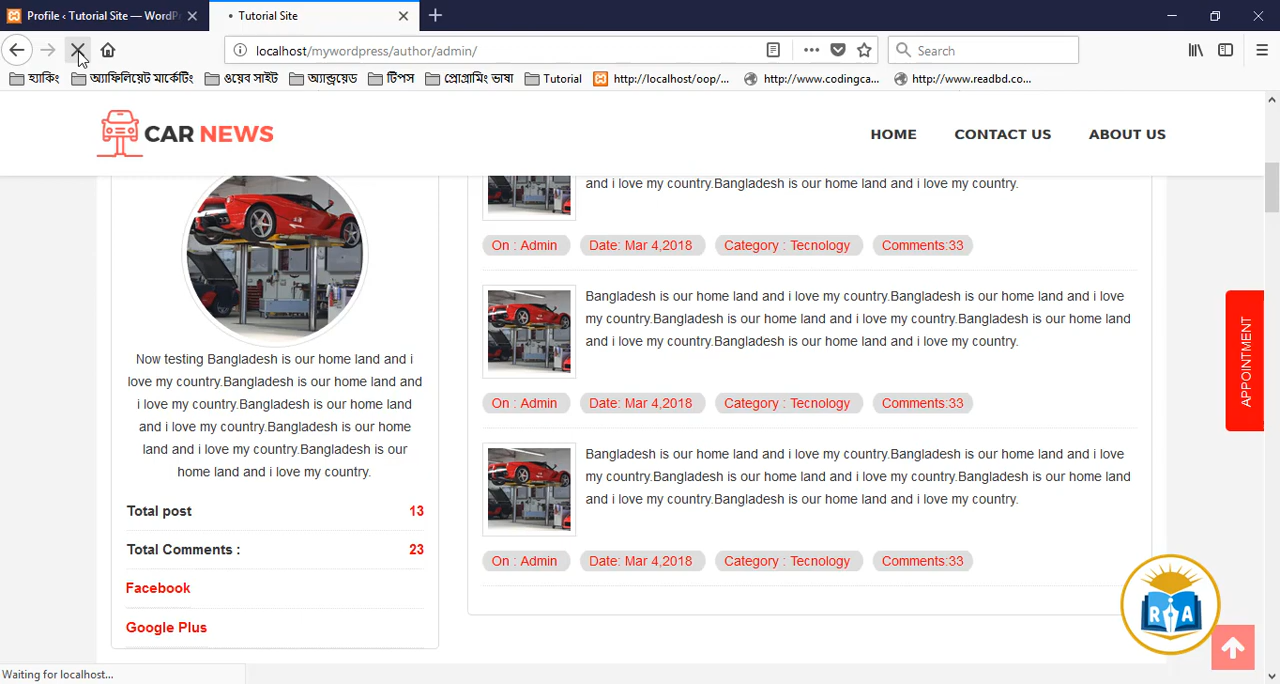 Profile ‹ Tutorial Site — WordP
Tutorial Site
localhost/mywordpress/author/admin/
Search
হ্যাকিং
অ্যাফিলিয়েট মার্কেটিং
ওয়েব সাইট
অ্যান্ড্রয়েড
টিপস
প্রোগ্রামিং ভাষা
Tutorial
http://localhost/oop/...
http://www.codingca...
http://www.readbd.co...
CAR NEWS
HOME
CONTACT US
ABOUT US
Now testing Bangladesh is our home land and i
love my country.Bangladesh is our home land and
i love my country.Bangladesh is our home land
and i love my country.Bangladesh is our home
land and i love my country.Bangladesh is our
home land and i love my country.
Total post 13
Total Comments : 23
Facebook
Google Plus
and i love my country.Bangladesh is our home land and i love my country.
On : Admin Date: Mar 4,2018 Category : Tecnology Comments:33
Bangladesh is our home land and i love my country.Bangladesh is our home land and i love
my country.Bangladesh is our home land and i love my country.Bangladesh is our home land
and i love my country.Bangladesh is our home land and i love my country.
On : Admin Date: Mar 4,2018 Category : Tecnology Comments:33
Bangladesh is our home land and i love my country.Bangladesh is our home land and i love
my country.Bangladesh is our home land and i love my country.Bangladesh is our home land
and i love my country.Bangladesh is our home land and i love my country.
On : Admin Date: Mar 4,2018 Category : Tecnology Comments:33
APPOINTMENT
R A
Waiting for localhost...